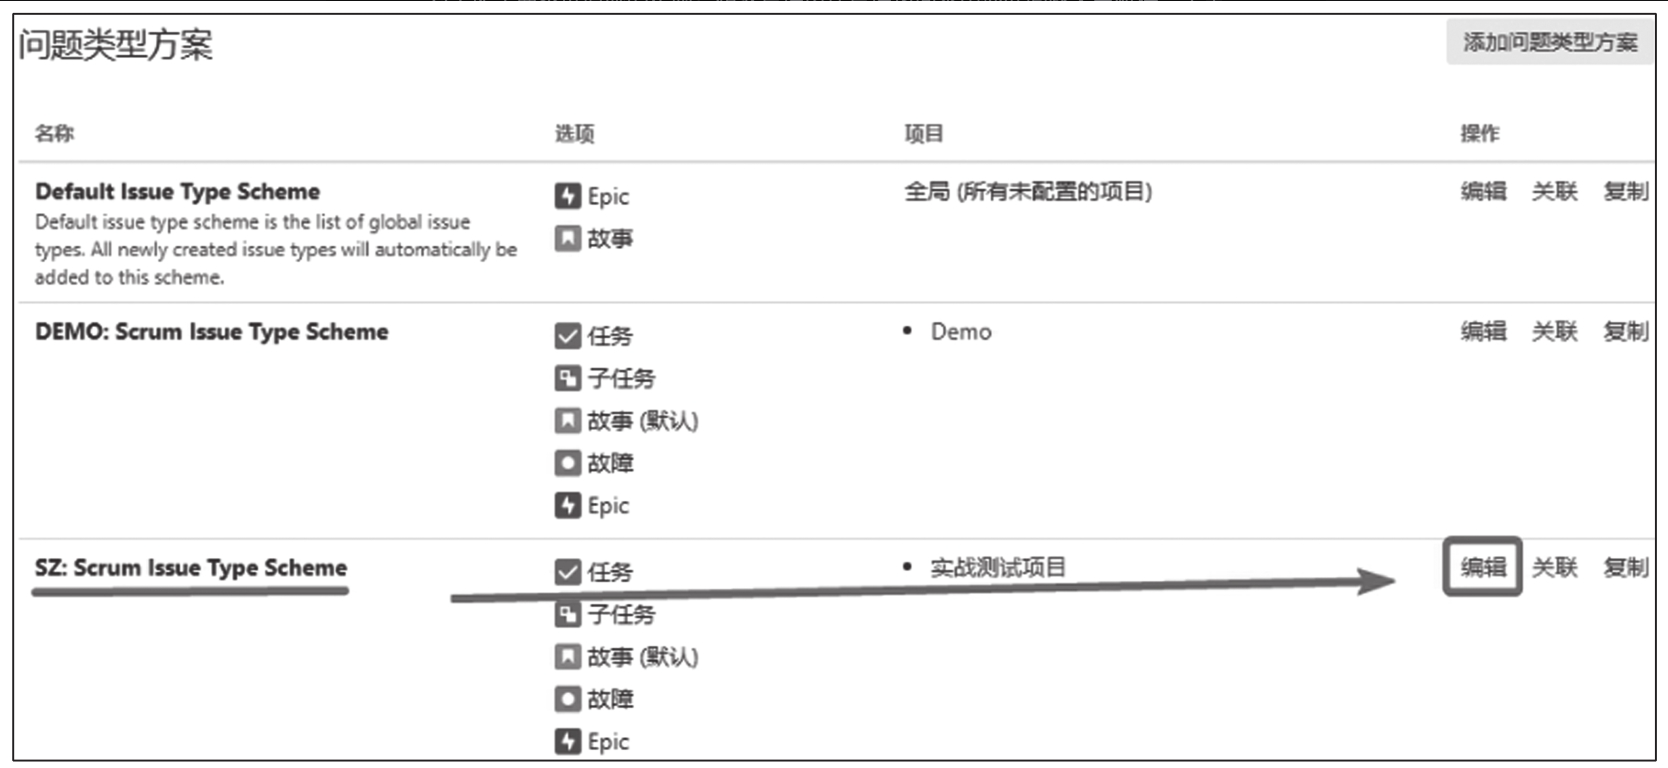 问题类型方案
添加问题类型方案
名称 选项 项目 操作
Default Issue Type Scheme
Default issue type scheme is the list of global issue
types. All newly created issue types will automatically be
added to this scheme.
Epic
故事
全局 (所有未配置的项目)
编辑 关联 复制
DEMO: Scrum Issue Type Scheme
任务
子任务
故事 (默认)
故障
Epic
• Demo
编辑 关联 复制
SZ: Scrum Issue Type Scheme
任务
子任务
故事 (默认)
故障
Epic
• 实战测试项目
编辑 关联 复制